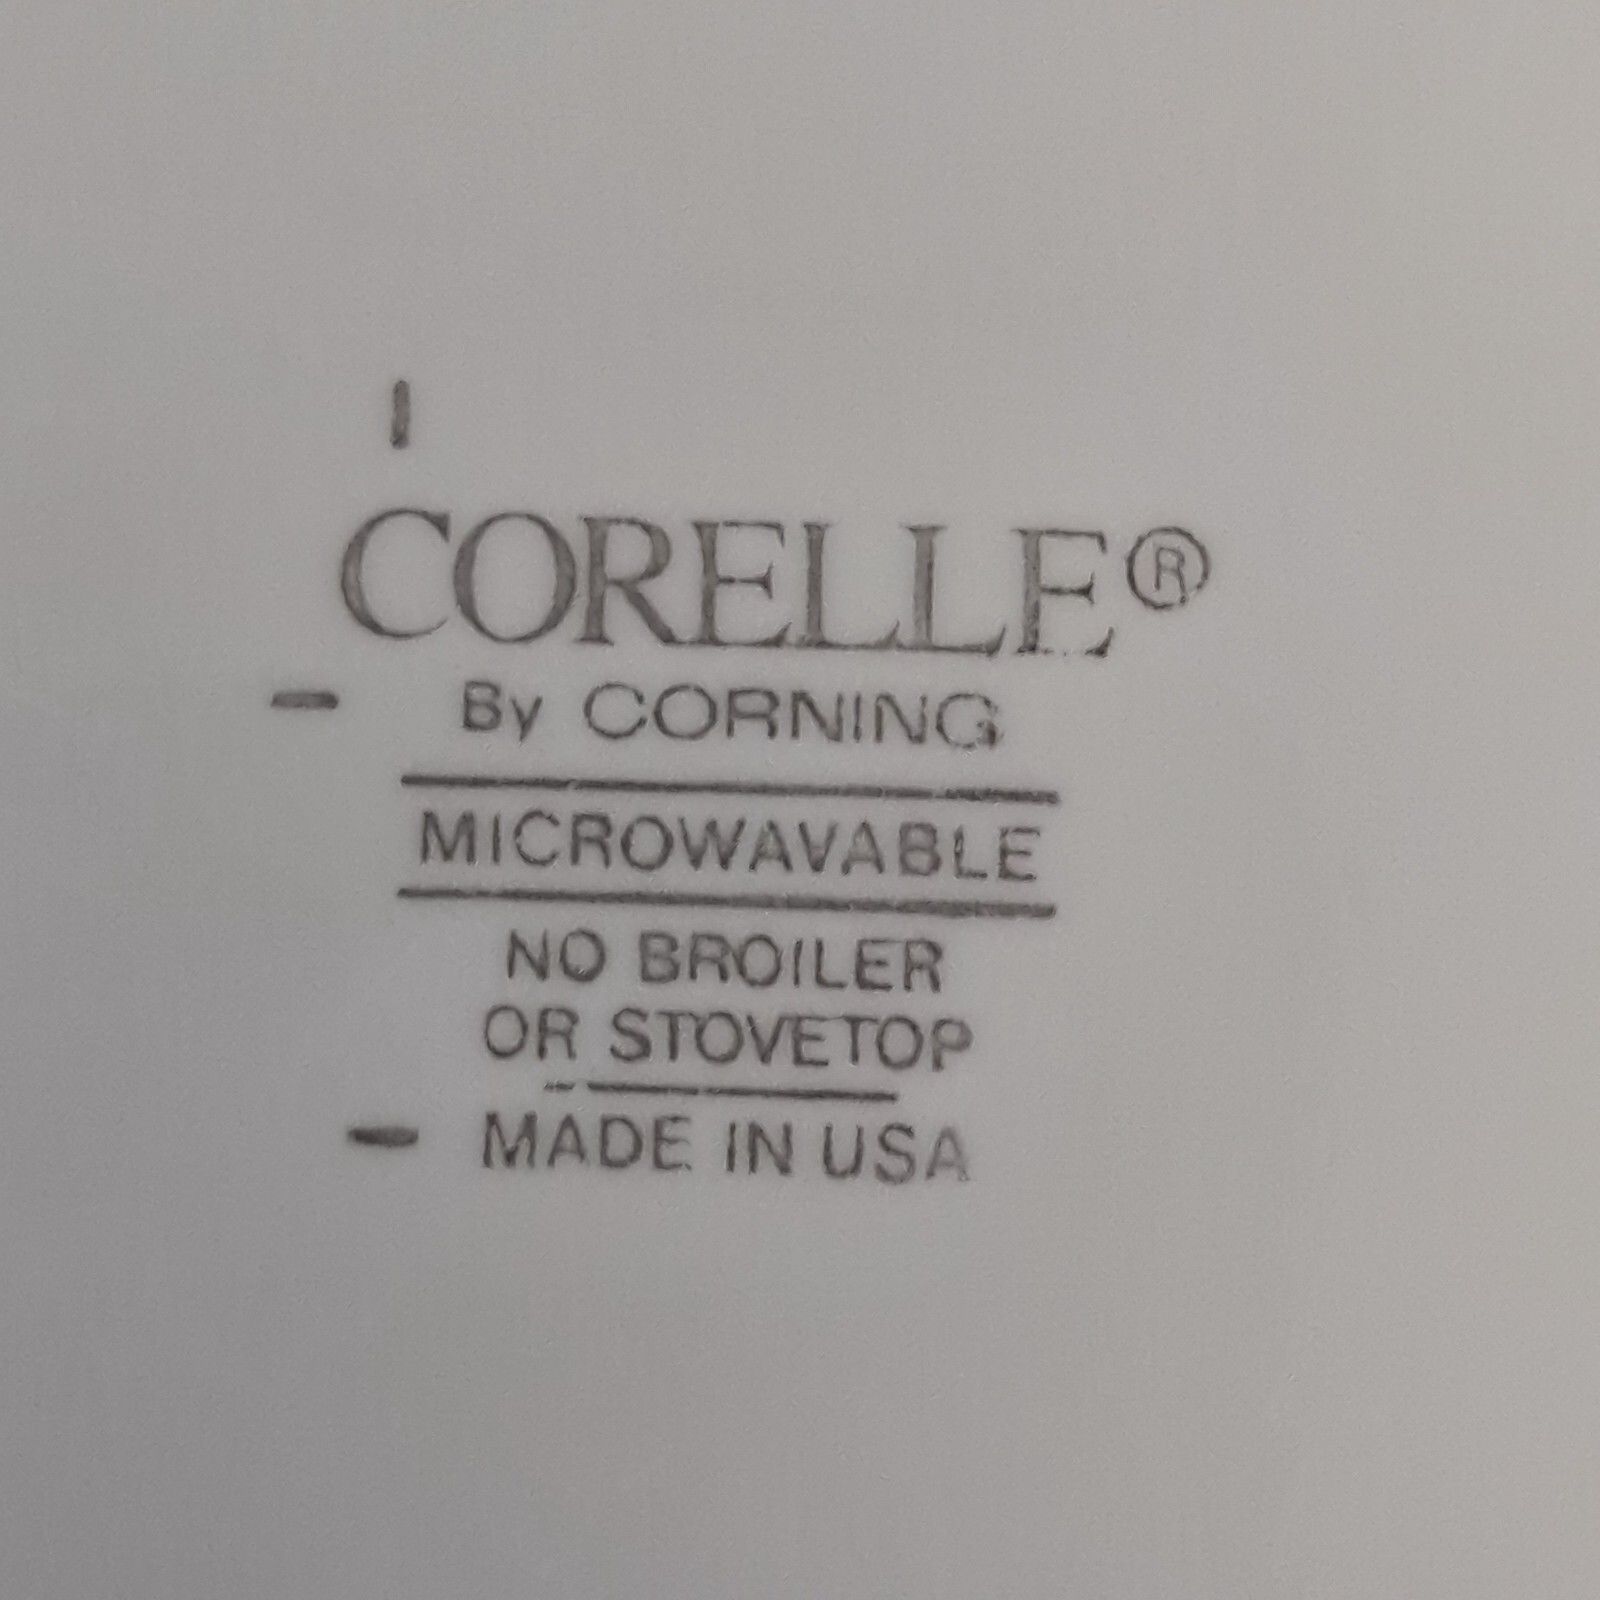 CORELLE®
By CORNING
MICROWAVABLE
NO BROILER
OR STOVETOP
MADE IN USA